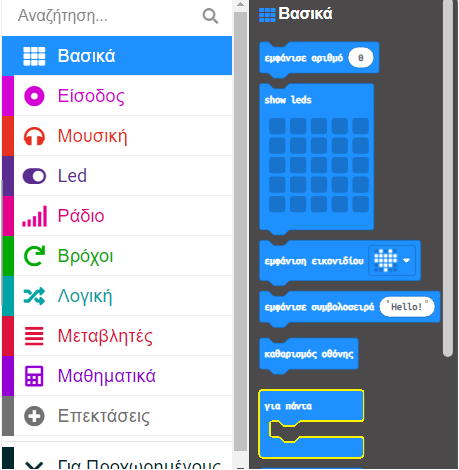 Αναζήτηση...
Βασικά
Είσοδος
Μουσική
Led
Ράδιο
Βρόχοι
Λογική
Μεταβλητές
Μαθηματικά
Επεκτάσεις
Για Προχωρημένους
Βασικά
εμφάνισε αριθμό 0
show leds
εμφάνιση εικονιδίου
εμφάνισε συμβολοσειρά "Hello!"
καθαρισμός οθόνης
για πάντα